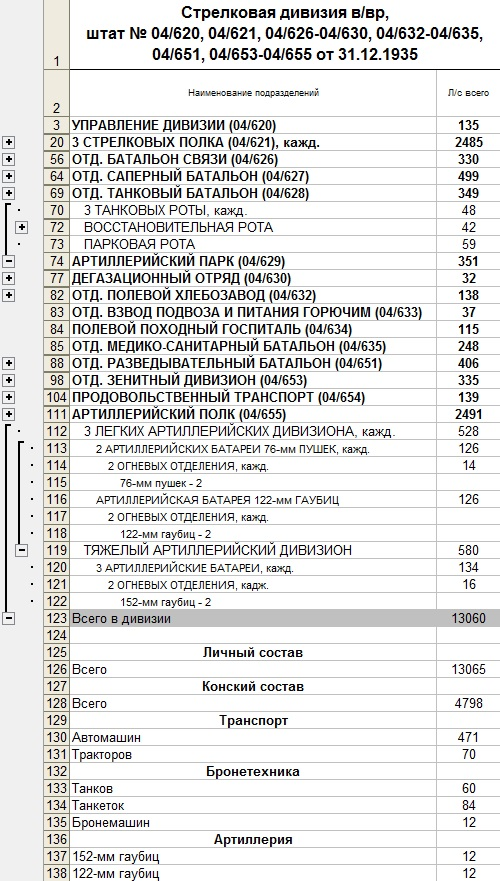 Стрелковая дивизия в/вр,
штат № 04/620, 04/621, 04/626-04/630, 04/632-04/635,
04/651, 04/653-04/655 от 31.12.1935
1
Наименование подразделений Л/с всего
2
3 УПРАВЛЕНИЕ ДИВИЗИИ (04/620) 135
20 3 СТРЕЛКОВЫХ ПОЛКА (04/621), кажд. 2485
56 ОТД. БАТАЛЬОН СВЯЗИ (04/626) 330
64 ОТД. САПЕРНЫЙ БАТАЛЬОН (04/627) 499
69 ОТД. ТАНКОВЫЙ БАТАЛЬОН (04/628) 349
70 3 ТАНКОВЫХ РОТЫ, кажд. 48
72 ВОССТАНОВИТЕЛЬНАЯ РОТА 42
73 ПАРКОВАЯ РОТА 59
74 АРТИЛЛЕРИЙСКИЙ ПАРК (04/629) 351
77 ДЕГАЗАЦИОННЫЙ ОТРЯД (04/630) 32
82 ОТД. ПОЛЕВОЙ ХЛЕБОЗАВОД (04/632) 138
83 ОТД. ВЗВОД ПОДВОЗА И ПИТАНИЯ ГОРЮЧИМ (04/633) 37
84 ПОЛЕВОЙ ПОХОДНЫЙ ГОСПИТАЛЬ (04/634) 115
85 ОТД. МЕДИКО-САНИТАРНЫЙ БАТАЛЬОН (04/635) 248
88 ОТД. РАЗВЕДЫВАТЕЛЬНЫЙ БАТАЛЬОН (04/651) 406
98 ОТД. ЗЕНИТНЫЙ ДИВИЗИОН (04/653) 335
104 ПРОДОВОЛЬСТВЕННЫЙ ТРАНСПОРТ (04/654) 139
111 АРТИЛЛЕРИЙСКИЙ ПОЛК (04/655) 2491
112 3 ЛЕГКИХ АРТИЛЛЕРИЙСКИХ ДИВИЗИОНА, кажд. 528
113 2 АРТИЛЛЕРИЙСКИХ БАТАРЕИ 76-мм ПУШЕК, кажд. 126
114 2 ОГНЕВЫХ ОТДЕЛЕНИЯ, кажд. 14
115 76-мм пушек - 2
116 АРТИЛЛЕРИЙСКАЯ БАТАРЕЯ 122-мм ГАУБИЦ 126
117 2 ОГНЕВЫХ ОТДЕЛЕНИЯ, кажд.
118 122-мм гаубиц - 2
119 ТЯЖЕЛЫЙ АРТИЛЛЕРИЙСКИЙ ДИВИЗИОН 580
120 3 АРТИЛЛЕРИЙСКИЕ БАТАРЕИ, кажд. 134
121 2 ОГНЕВЫХ ОТДЕЛЕНИЯ, кадж. 16
122 152-мм гаубиц - 2
123 Всего в дивизии 13060
124
125 Личный состав
126 Всего 13065
127 Конский состав
128 Всего 4798
129 Транспорт
130 Автомашин 471
131 Тракторов 70
132 Бронетехника
133 Танков 60
134 Танкеток 84
135 Бронемашин 12
136 Артиллерия
137 152-мм гаубиц 12
138 122-мм гаубиц 12